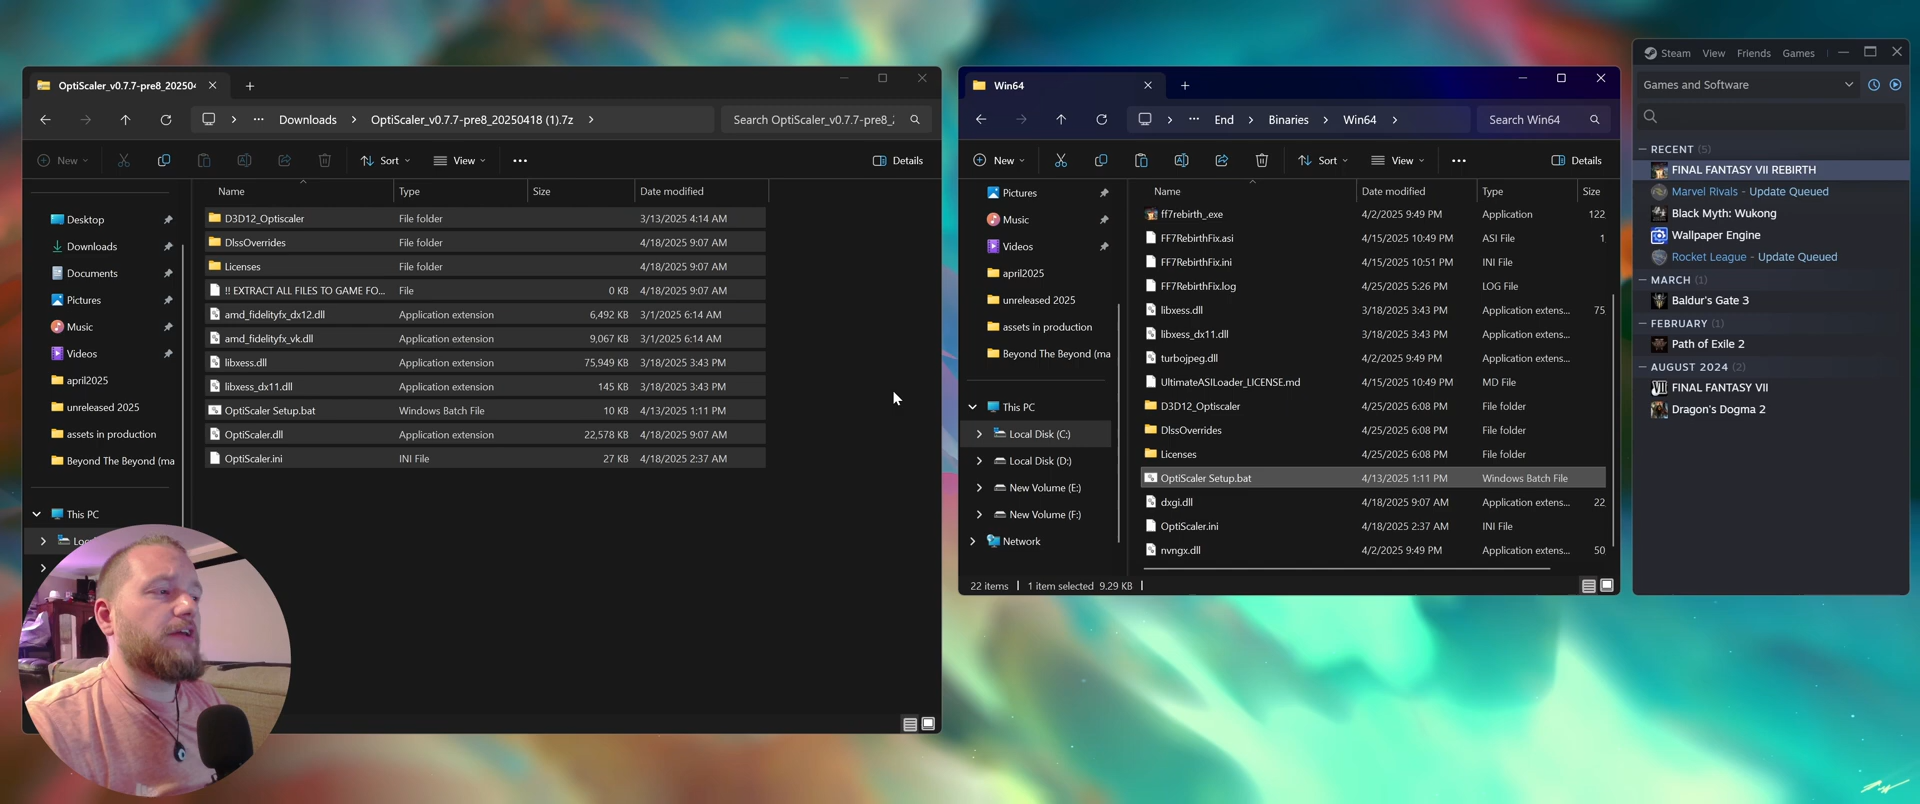 OptiScaler_v0.7.7-pre8_20250
Downloads
OptiScaler_v0.7.7-pre8_20250418 (1).7z
Search OptiScaler_v0.7.7-pre8_
New
Sort
View
Details
Name
Type
Size
Date modified
Desktop
Downloads
Documents
Pictures
Music
Videos
april2025
unreleased 2025
assets in production
Beyond The Beyond (ma
This PC
Loc
D3D12_Optiscaler File folder 3/13/2025 4:14 AM
DlssOverrides File folder 4/18/2025 9:07 AM
Licenses File folder 4/18/2025 9:07 AM
!! EXTRACT ALL FILES TO GAME FO... File 0 KB 4/18/2025 9:07 AM
amd_fidelityfx_dx12.dll Application extension 6,492 KB 3/1/2025 6:14 AM
amd_fidelityfx_vk.dll Application extension 9,067 KB 3/1/2025 6:14 AM
libxess.dll Application extension 75,949 KB 3/18/2025 3:43 PM
libxess_dx11.dll Application extension 145 KB 3/18/2025 3:43 PM
OptiScaler Setup.bat Windows Batch File 10 KB 4/13/2025 1:11 PM
OptiScaler.dll Application extension 22,578 KB 4/18/2025 9:07 AM
OptiScaler.ini INI File 27 KB 4/18/2025 2:37 AM
Win64
End
Binaries
Win64
Search Win64
New
Sort
View
Details
Name
Date modified
Type
Size
Pictures
Music
Videos
april2025
unreleased 2025
assets in production
Beyond The Beyond (ma
This PC
Local Disk (C:)
Local Disk (D:)
New Volume (E:)
New Volume (F:)
Network
ff7rebirth_.exe 4/2/2025 9:49 PM Application 122
FF7RebirthFix.asi 4/15/2025 10:49 PM ASI File 1
FF7RebirthFix.ini 4/15/2025 10:51 PM INI File
FF7RebirthFix.log 4/25/2025 5:26 PM LOG File
libxess.dll 3/18/2025 3:43 PM Application extens... 75
libxess_dx11.dll 3/18/2025 3:43 PM Application extens...
turbojpeg.dll 4/2/2025 9:49 PM Application extens...
UltimateASILoader_LICENSE.md 4/15/2025 10:49 PM MD File
D3D12_Optiscaler 4/25/2025 6:08 PM File folder
DlssOverrides 4/25/2025 6:08 PM File folder
Licenses 4/25/2025 6:08 PM File folder
OptiScaler Setup.bat 4/13/2025 1:11 PM Windows Batch File
dxgi.dll 4/18/2025 9:07 AM Application extens... 22
OptiScaler.ini 4/18/2025 2:37 AM INI File
nvngx.dll 4/2/2025 9:49 PM Application extens... 50
22 items
1 item selected 9.29 KB
Steam View Friends Games
Games and Software
RECENT (5)
FINAL FANTASY VII REBIRTH
Marvel Rivals - Update Queued
Black Myth: Wukong
Wallpaper Engine
Rocket League - Update Queued
MARCH (1)
Baldur's Gate 3
FEBRUARY (1)
Path of Exile 2
AUGUST 2024 (2)
FINAL FANTASY VII
Dragon's Dogma 2